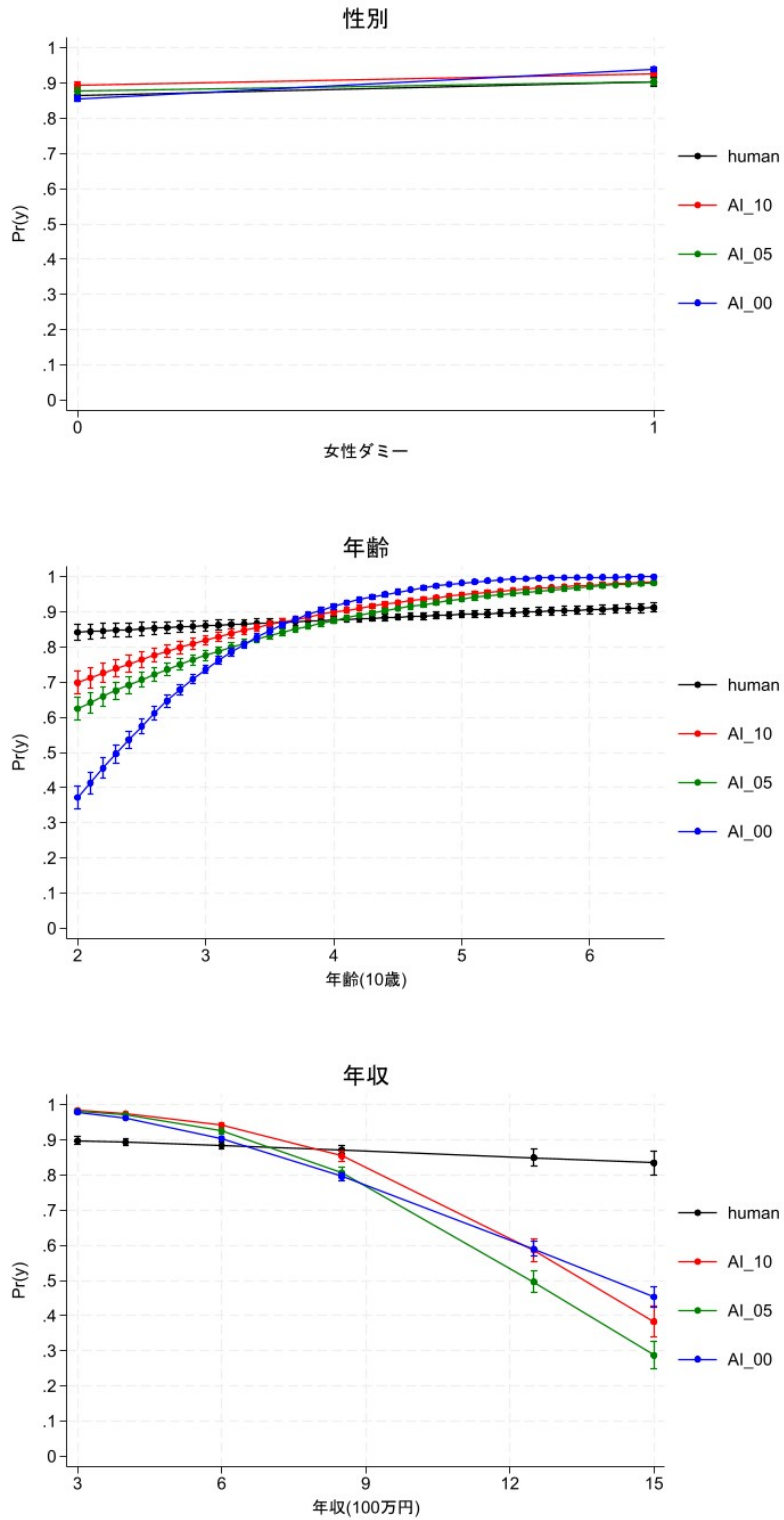 性別
1
.9
.8
.7
.6
.5
.4
.3
.2
.1
0
Pr(y)
0 1
女性ダミー
human
AI_10
AI_05
AI_00
年齢
1
.9
.8
.7
.6
.5
.4
.3
.2
.1
0
Pr(y)
2 3 4 5 6
年齢(10歳)
human
AI_10
AI_05
AI_00
年収
1
.9
.8
.7
.6
.5
.4
.3
.2
.1
0
Pr(y)
3 6 9 12 15
年収(100万円)
human
AI_10
AI_05
AI_00